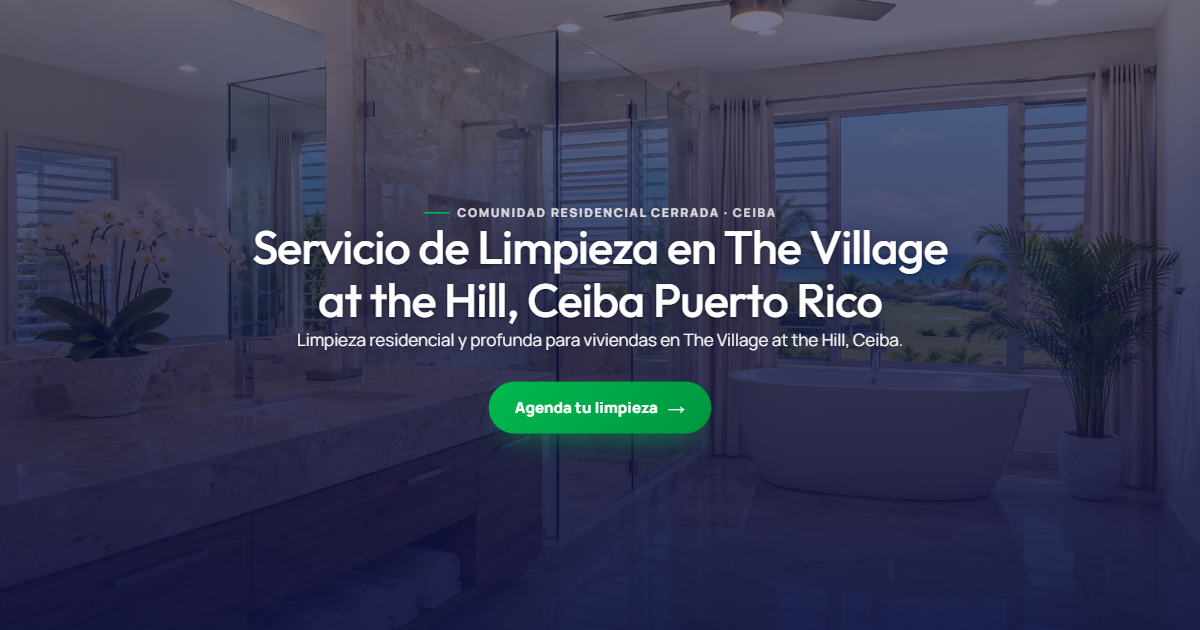 COMUNIDAD RESIDENCIAL CERRADA · CEIBA
Servicio de Limpieza en The Village
at the Hill, Ceiba Puerto Rico
Limpieza residencial y profunda para viviendas en The Village at the Hill, Ceiba.
Agenda tu limpieza →